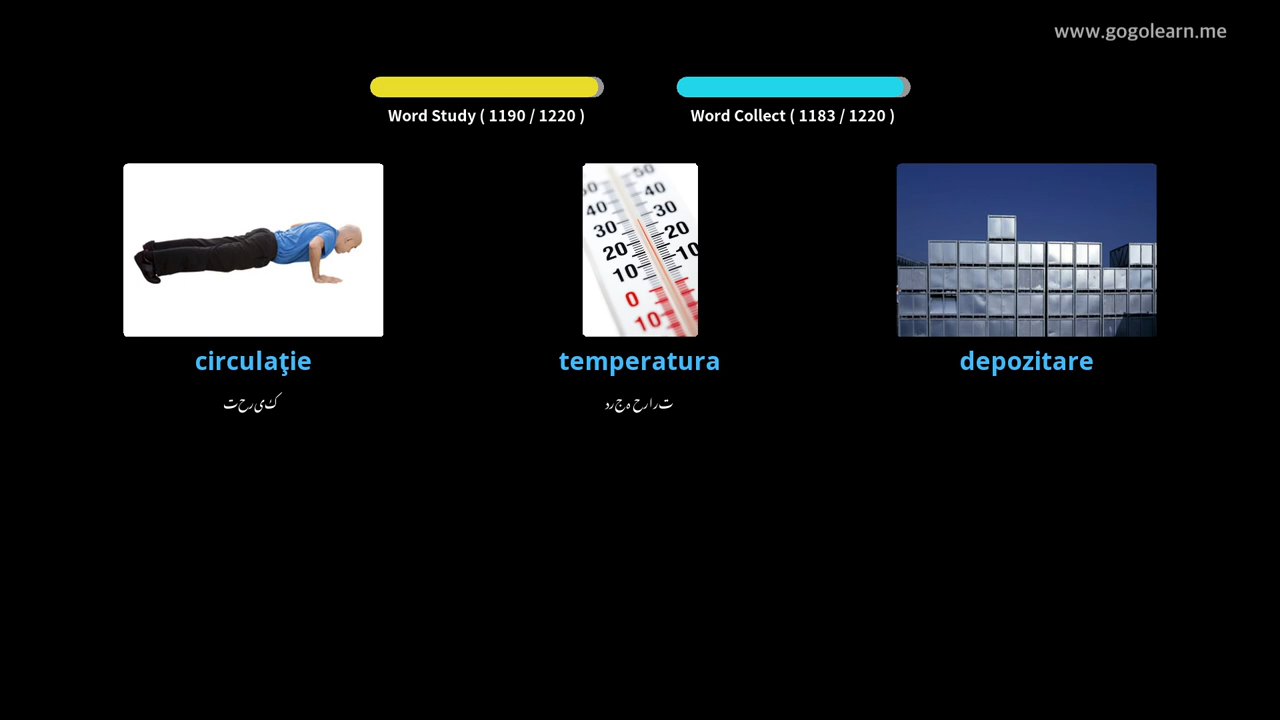 www.gogolearn.me
Word Study ( 1190 / 1220 )
Word Collect ( 1183 / 1220 )
circulaţie
temperatura
depozitare
تحریک
درجہ حرارت